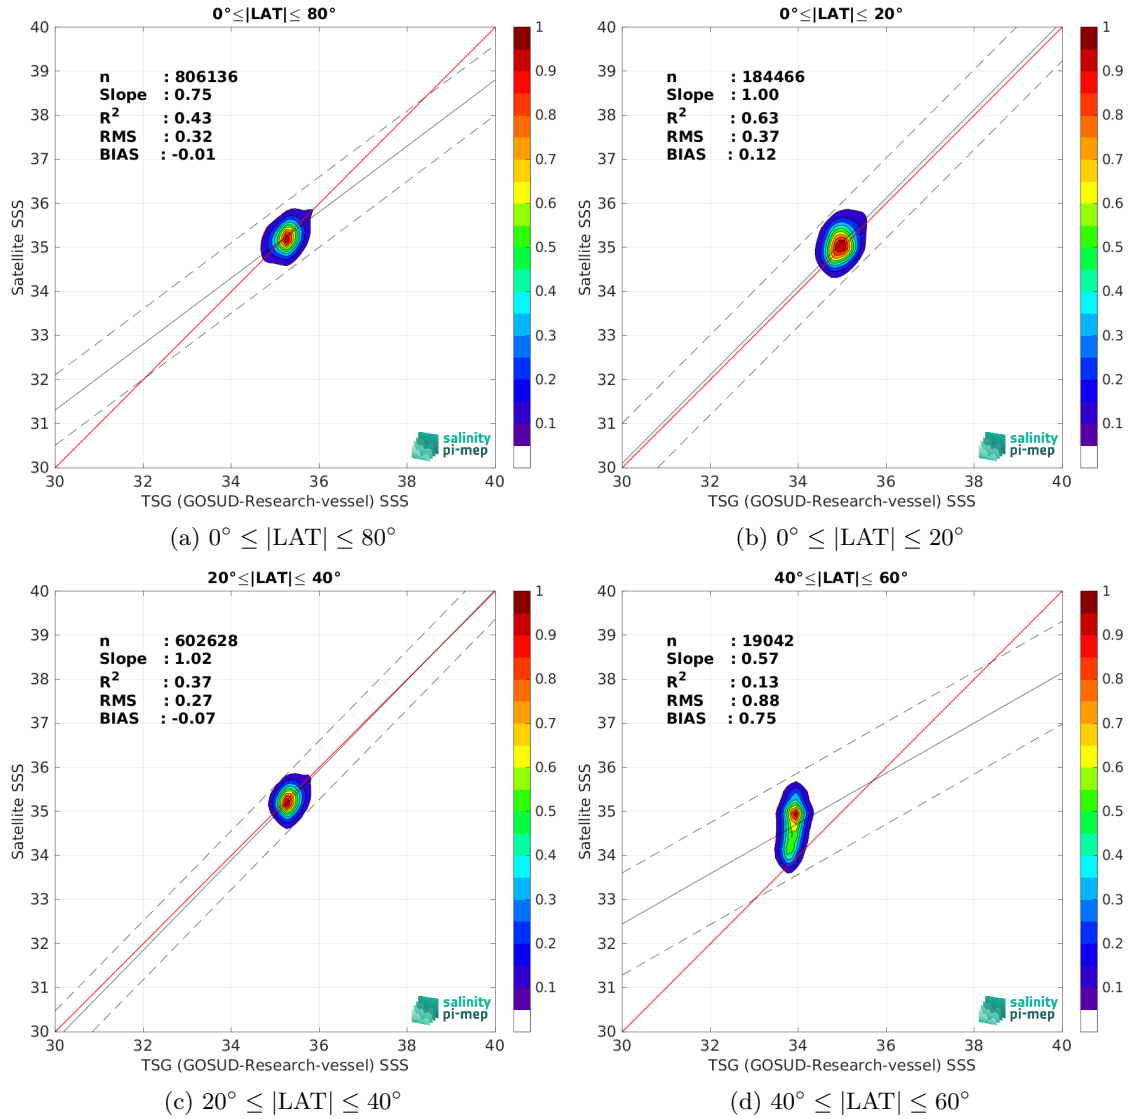 0°≤|LAT|≤ 80°
40
39
38
37
36
35
34
33
32
31
30
30 32 34 36 38 40
Satellite SSS
TSG (GOSUD-Research-vessel) SSS
n : 806136
Slope : 0.75
R² : 0.43
RMS : 0.32
BIAS : -0.01
salinity
pi-mep
1
0.9
0.8
0.7
0.6
0.5
0.4
0.3
0.2
0.1
(a) 0° ≤ |LAT| ≤ 80°
0°≤|LAT|≤ 20°
40
39
38
37
36
35
34
33
32
31
30
30 32 34 36 38 40
Satellite SSS
TSG (GOSUD-Research-vessel) SSS
n : 184466
Slope : 1.00
R² : 0.63
RMS : 0.37
BIAS : 0.12
salinity
pi-mep
1
0.9
0.8
0.7
0.6
0.5
0.4
0.3
0.2
0.1
(b) 0° ≤ |LAT| ≤ 20°
20°≤|LAT|≤ 40°
40
39
38
37
36
35
34
33
32
31
30
30 32 34 36 38 40
Satellite SSS
TSG (GOSUD-Research-vessel) SSS
n : 602628
Slope : 1.02
R² : 0.37
RMS : 0.27
BIAS : -0.07
salinity
pi-mep
1
0.9
0.8
0.7
0.6
0.5
0.4
0.3
0.2
0.1
(c) 20° ≤ |LAT| ≤ 40°
40°≤|LAT|≤ 60°
40
39
38
37
36
35
34
33
32
31
30
30 32 34 36 38 40
Satellite SSS
TSG (GOSUD-Research-vessel) SSS
n : 19042
Slope : 0.57
R² : 0.13
RMS : 0.88
BIAS : 0.75
salinity
pi-mep
1
0.9
0.8
0.7
0.6
0.5
0.4
0.3
0.2
0.1
(d) 40° ≤ |LAT| ≤ 60°